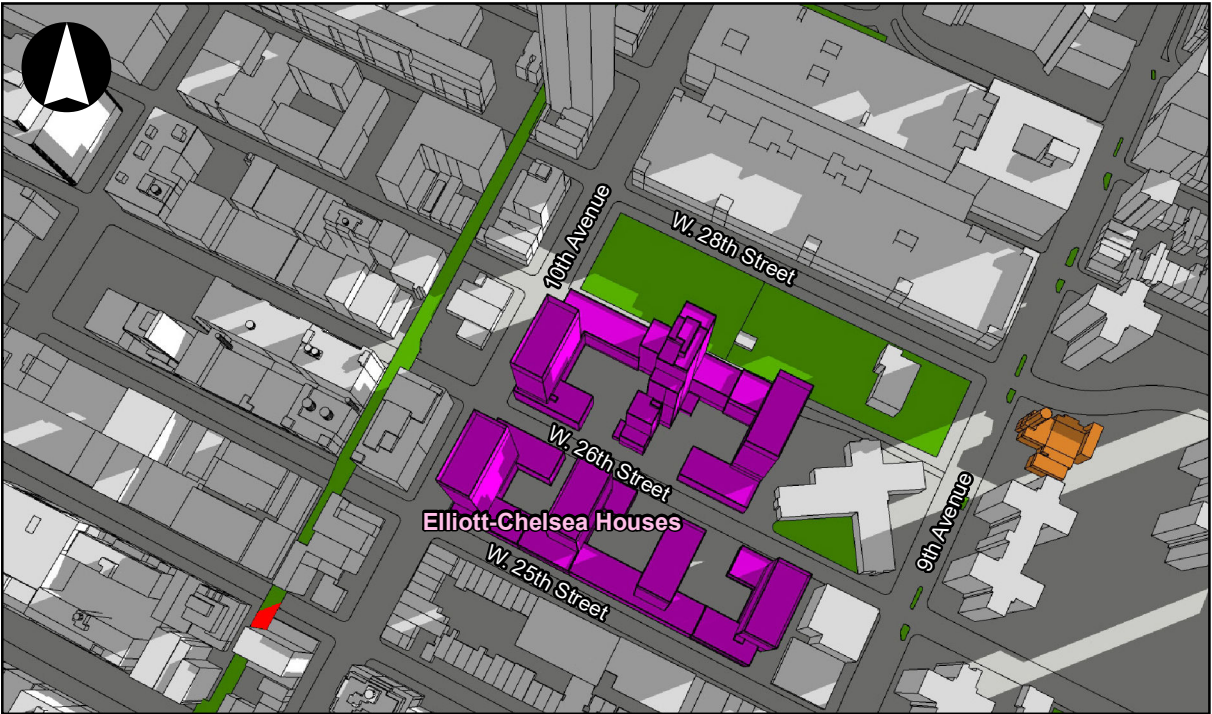 10th Avenue
W. 28th Street
W. 26th Street
Elliott-Chelsea Houses
9th Avenue
W. 25th Street